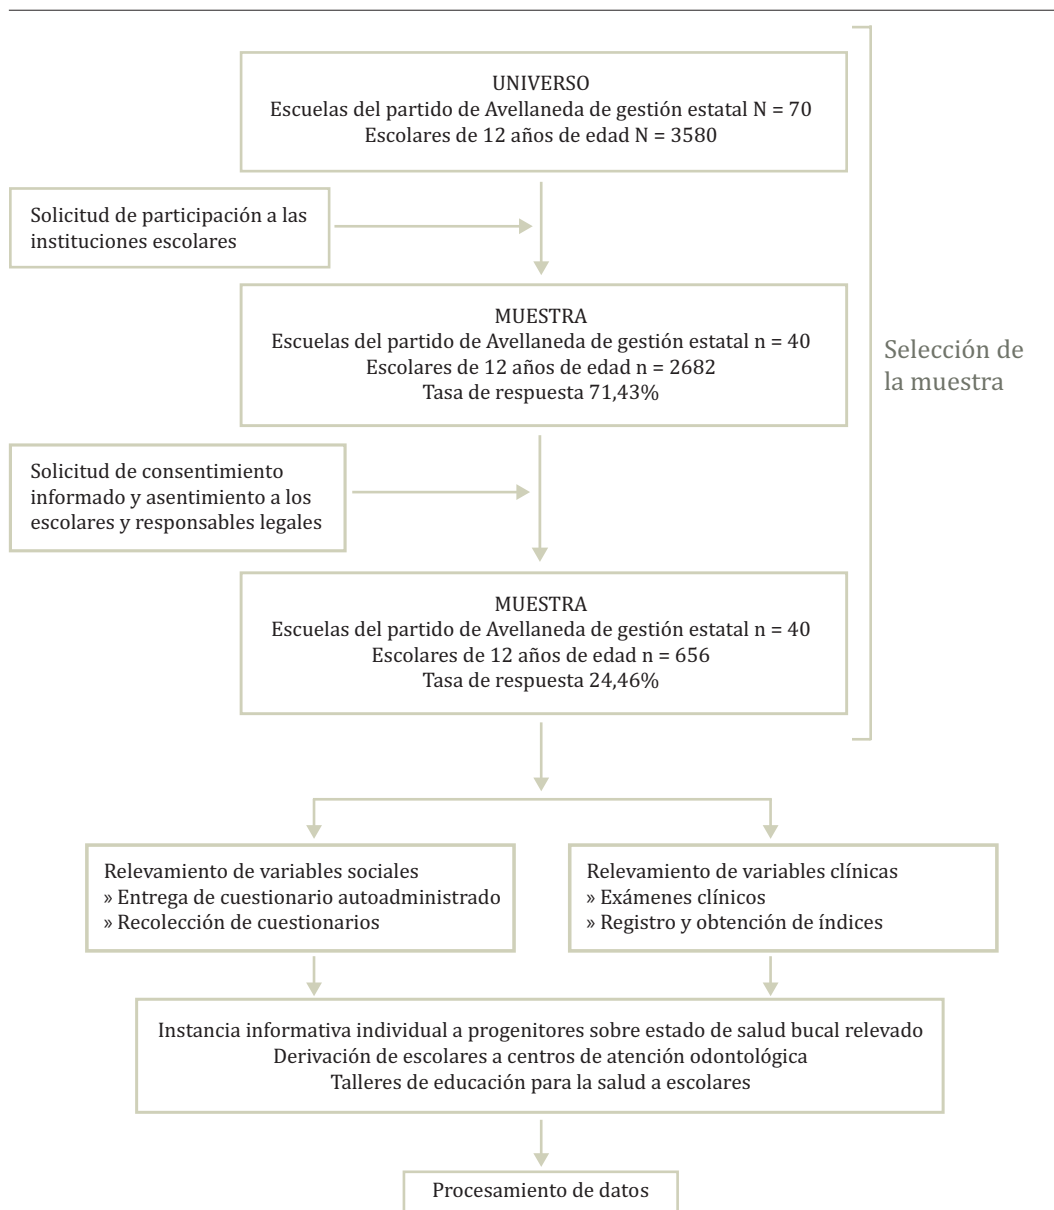 UNIVERSO
Escuelas del partido de Avellaneda de gestión estatal N = 70
Escolares de 12 años de edad N = 3580
Solicitud de participación a las
instituciones escolares
MUESTRA
Escuelas del partido de Avellaneda de gestión estatal n = 40
Escolares de 12 años de edad n = 2682
Tasa de respuesta 71,43%
Selección de
la muestra
Solicitud de consentimiento
informado y asentimiento a los
escolares y responsables legales
MUESTRA
Escuelas del partido de Avellaneda de gestión estatal n = 40
Escolares de 12 años de edad n = 656
Tasa de respuesta 24,46%
Relevamiento de variables sociales
» Entrega de cuestionario autoadministrado
» Recolección de cuestionarios
Relevamiento de variables clínicas
» Exámenes clínicos
» Registro y obtención de índices
Instancia informativa individual a progenitores sobre estado de salud bucal relevado
Derivación de escolares a centros de atención odontológica
Talleres de educación para la salud a escolares
Procesamiento de datos